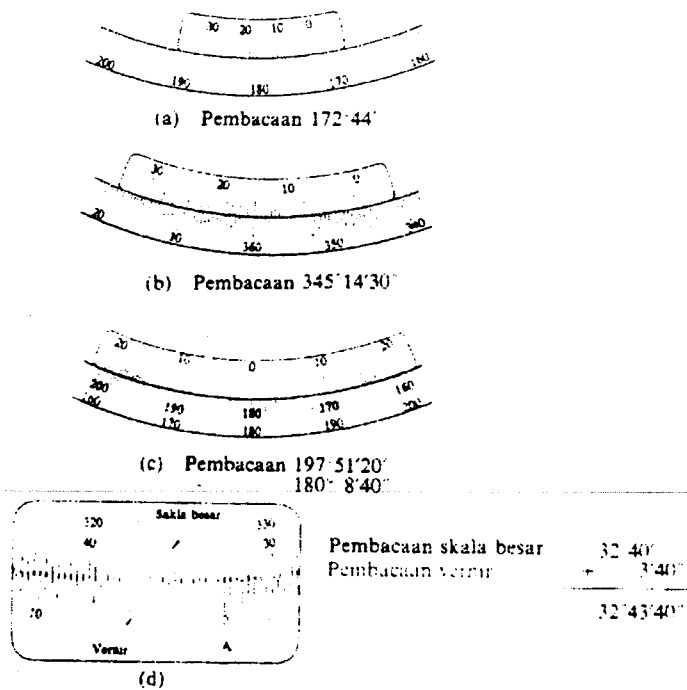 30 20 10 0
200 190 180 170 160
(a) Pembacaan 172°44'
30 20 10 0
20 10 360 350 340
(b) Pembacaan 345°14'30"
20 10 0 10 20
200 190 180 170 160
170 180 190 200
(c) Pembacaan 197°51'20"
180° 8'40"
320 Sakla besar 330
40 30
Pembacaan skala besar 32°40'
Pembacaan vernir + 3'40"
32°43'40"
10
Vernir A
(d)